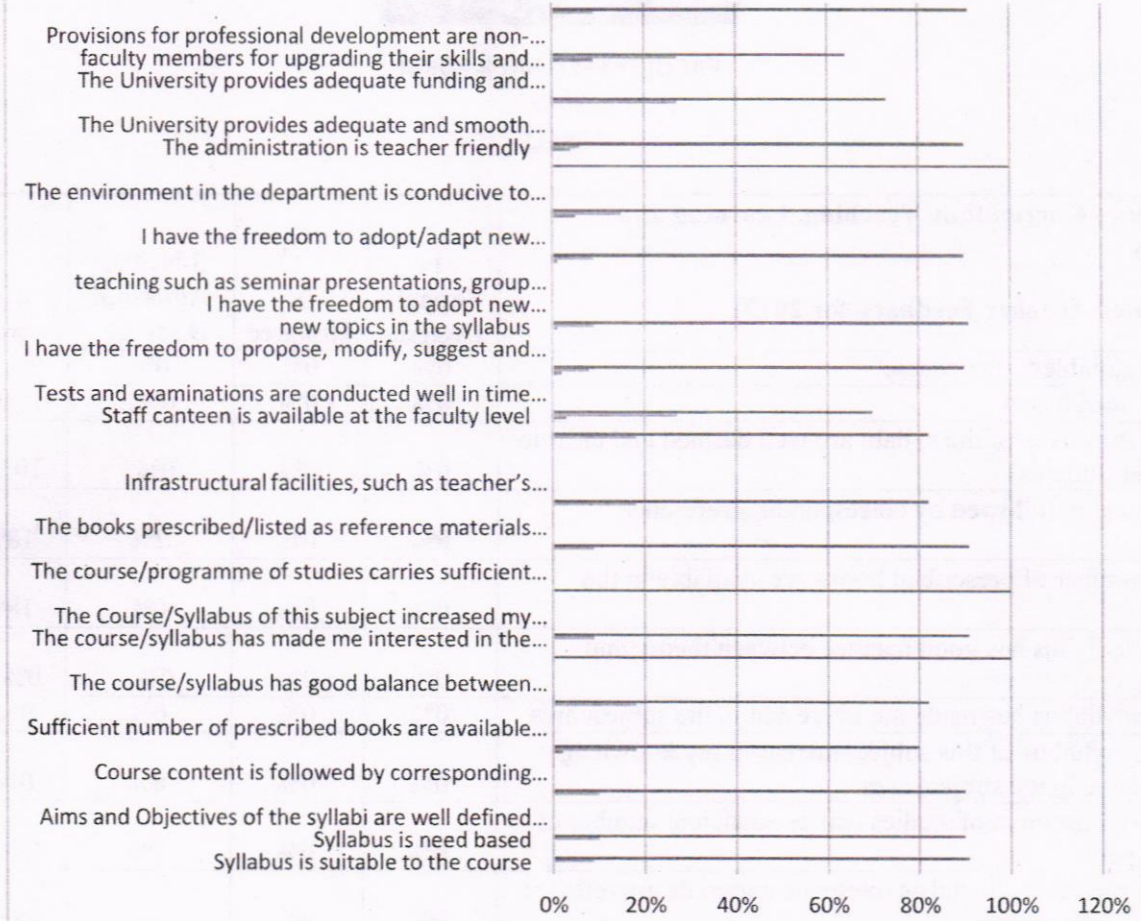 Provisions for professional development are non-...
faculty members for upgrading their skills and...
The University provides adequate funding and...
The University provides adequate and smooth...
The administration is teacher friendly
The environment in the department is conducive to...
I have the freedom to adopt/adapt new...
teaching such as seminar presentations, group...
I have the freedom to adopt new...
new topics in the syllabus
I have the freedom to propose, modify, suggest and...
Tests and examinations are conducted well in time...
Staff canteen is available at the faculty level
Infrastructural facilities, such as teacher's...
The books prescribed/listed as reference materials...
The course/programme of studies carries sufficient...
The Course/Syllabus of this subject increased my...
The course/syllabus has made me interested in the...
The course/syllabus has good balance between...
Sufficient number of prescribed books are available...
Course content is followed by corresponding...
Aims and Objectives of the syllabi are well defined...
Syllabus is need based
Syllabus is suitable to the course
0% 20% 40% 60% 80% 100% 120%